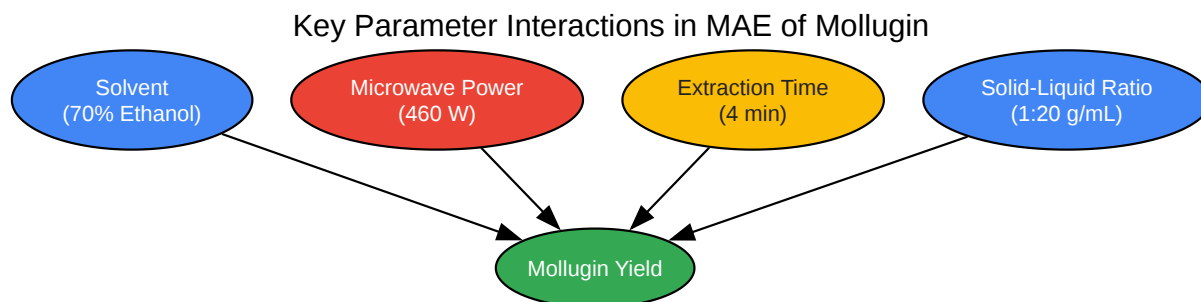 Key Parameter Interactions in MAE of Mollugin
Solvent
(70% Ethanol)
Microwave Power
(460 W)
Extraction Time
(4 min)
Solid-Liquid Ratio
(1:20 g/mL)
Mollugin Yield